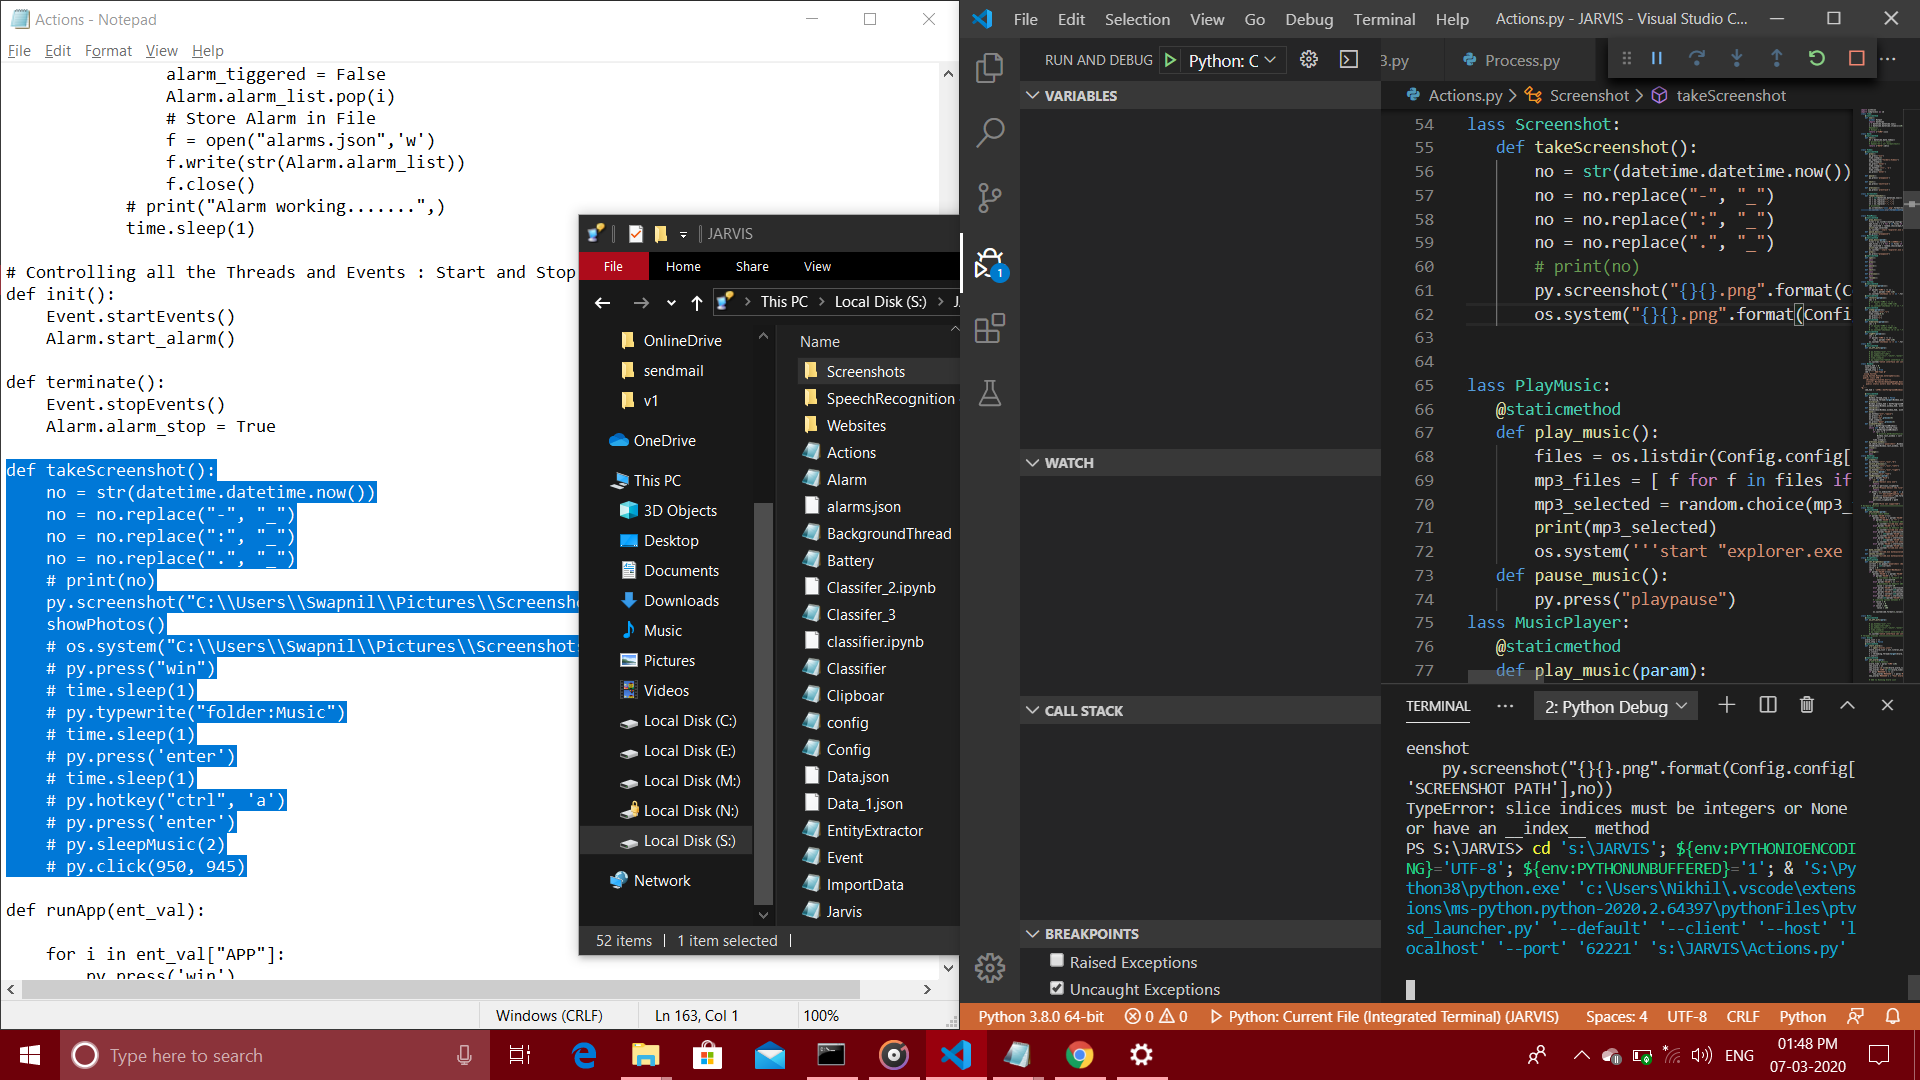 Actions - Notepad
File Edit Format View Help
alarm_tiggered = False
Alarm.alarm_list.pop(i)
# Store Alarm in File
f = open("alarms.json",'w')
f.write(str(Alarm.alarm_list))
f.close()
# print("Alarm working.......",)
time.sleep(1)
# Controlling all the Threads and Events : Start and Stop
def init():
Event.startEvents()
Alarm.start_alarm()
def terminate():
Event.stopEvents()
Alarm.alarm_stop = True
def takeScreenshot():
no = str(datetime.datetime.now())
no = no.replace("-", "_")
no = no.replace(":", "_")
no = no.replace(".", "_")
# print(no)
py.screenshot("C:\\Users\\Swapnil\\Pictures\\Screensho
showPhotos()
# os.system("C:\\Users\\Swapnil\\Pictures\\Screenshot
# py.press("win")
# time.sleep(1)
# py.typewrite("folder:Music")
# time.sleep(1)
# py.press('enter')
# time.sleep(1)
# py.hotkey("ctrl", 'a')
# py.press('enter')
# py.sleepMusic(2)
# py.click(950, 945)
def runApp(ent_val):
for i in ent_val["APP"]:
py.press('win')
Windows (CRLF) Ln 163, Col 1 100%
JARVIS
File Home Share View
This PC > Local Disk (S:) > J
OnlineDrive
sendmail
v1
OneDrive
This PC
3D Objects
Desktop
Documents
Downloads
Music
Pictures
Videos
Local Disk (C:)
Local Disk (E:)
Local Disk (M:)
Local Disk (N:)
Local Disk (S:)
Network
Name
Screenshots
SpeechRecognition
Websites
Actions
Alarm
alarms.json
BackgroundThread
Battery
Classifer_2.ipynb
Classifer_3
classifier.ipynb
Classifier
Clipboar
config
Config
Data.json
Data_1.json
EntityExtractor
Event
ImportData
Jarvis
52 items 1 item selected
File Edit Selection View Go Debug Terminal Help Actions.py - JARVIS - Visual Studio C...
RUN AND DEBUG Python: C
VARIABLES
WATCH
CALL STACK
BREAKPOINTS
Raised Exceptions
Uncaught Exceptions
1
3.py Process.py
Actions.py > Screenshot > takeScreenshot
54 lass Screenshot:
55 def takeScreenshot():
56 no = str(datetime.datetime.now())
57 no = no.replace("-", "_")
58 no = no.replace(":", "_")
59 no = no.replace(".", "_")
60 # print(no)
61 py.screenshot("{}{}.png".format(C
62 os.system("{}{}.png".format(Confi
63
64
65 lass PlayMusic:
66 @staticmethod
67 def play_music():
68 files = os.listdir(Config.config[
69 mp3_files = [ f for f in files if
70 mp3_selected = random.choice(mp3_
71 print(mp3_selected)
72 os.system('''start "explorer.exe
73 def pause_music():
74 py.press("playpause")
75 lass MusicPlayer:
76 @staticmethod
77 def play_music(param):
TERMINAL ... 2: Python Debug
eenshot
py.screenshot("{}{}.png".format(Config.config[
'SCREENSHOT PATH'],no))
TypeError: slice indices must be integers or None
or have an __index__ method
PS S:\JARVIS> cd 's:\JARVIS'; ${env:PYTHONIOENCODI
NG}='UTF-8'; ${env:PYTHONUNBUFFERED}='1'; & 'S:\Py
thon38\python.exe' 'c:\Users\Nikhil\.vscode\extens
ions\ms-python.python-2020.2.64397\pythonFiles\ptv
sd_launcher.py' '--default' '--client' '--host' 'l
ocalhost' '--port' '62221' 's:\JARVIS\Actions.py'
Python 3.8.0 64-bit 0 0 Python: Current File (Integrated Terminal) (JARVIS) Spaces: 4 UTF-8 CRLF Python
Type here to search
ENG
01:48 PM
07-03-2020